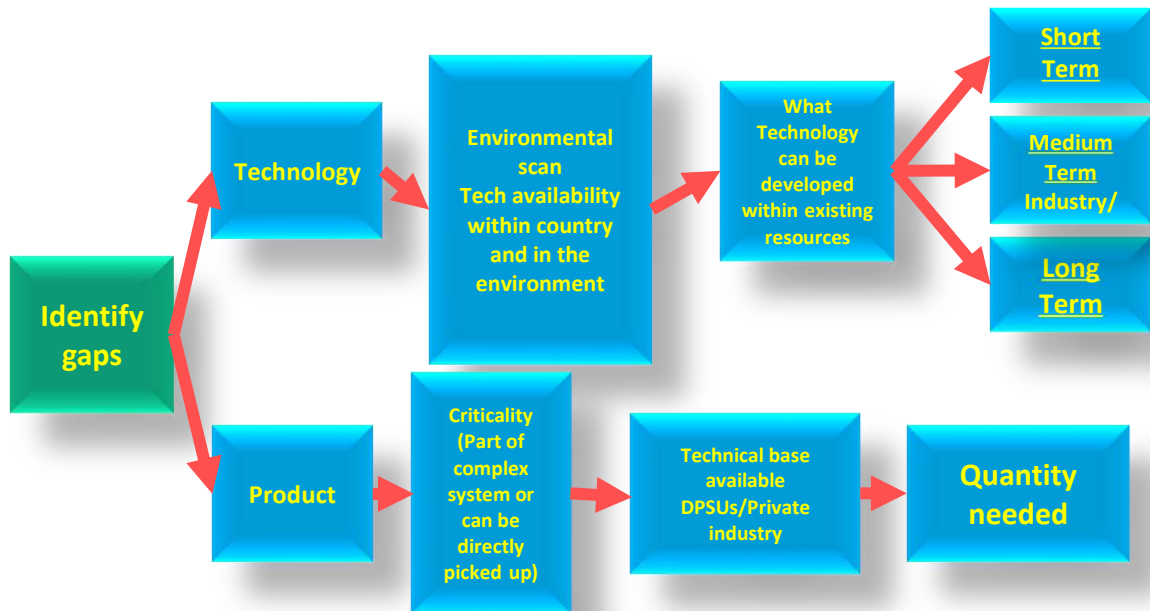 Identify
gaps
Technology
Environmental
scan
Tech availability
within country
and in the
environment
What
Technology
can be
developed
within existing
resources
Short
Term
Medium
Term
Industry/
Long
Term
Product
Criticality
(Part of
complex
system or
can be
directly
picked up)
Technical base
available
DPSUs/Private
industry
Quantity
needed